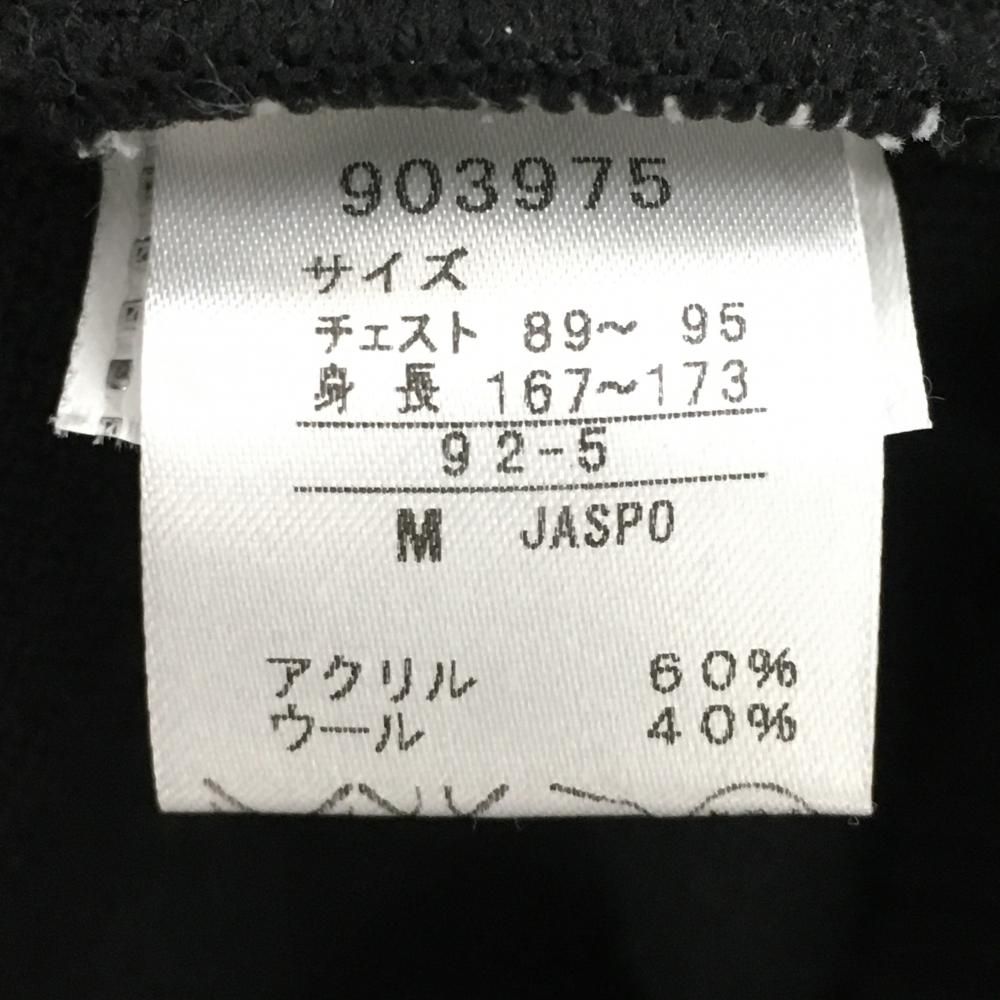 903975
サイズ
チェスト 89～ 95
身 長 167～173
92-5
M JASPO
アクリル 60%
ウール 40%